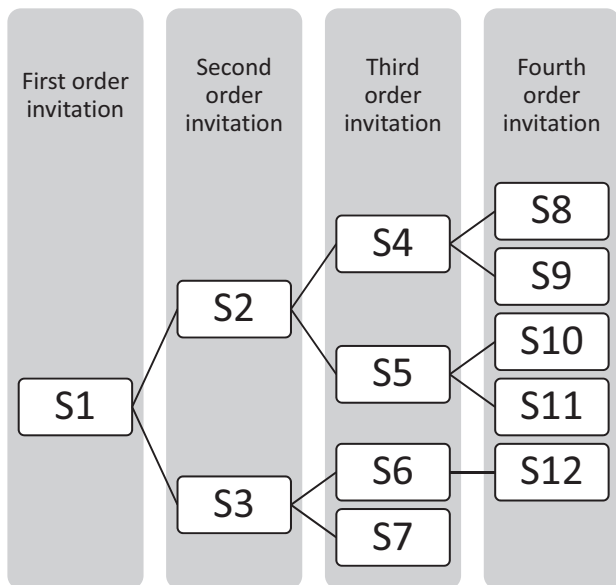 First order
invitation
Second
order
invitation
Third
order
invitation
Fourth
order
invitation
S1
S2
S3
S4
S5
S6
S7
S8
S9
S10
S11
S12